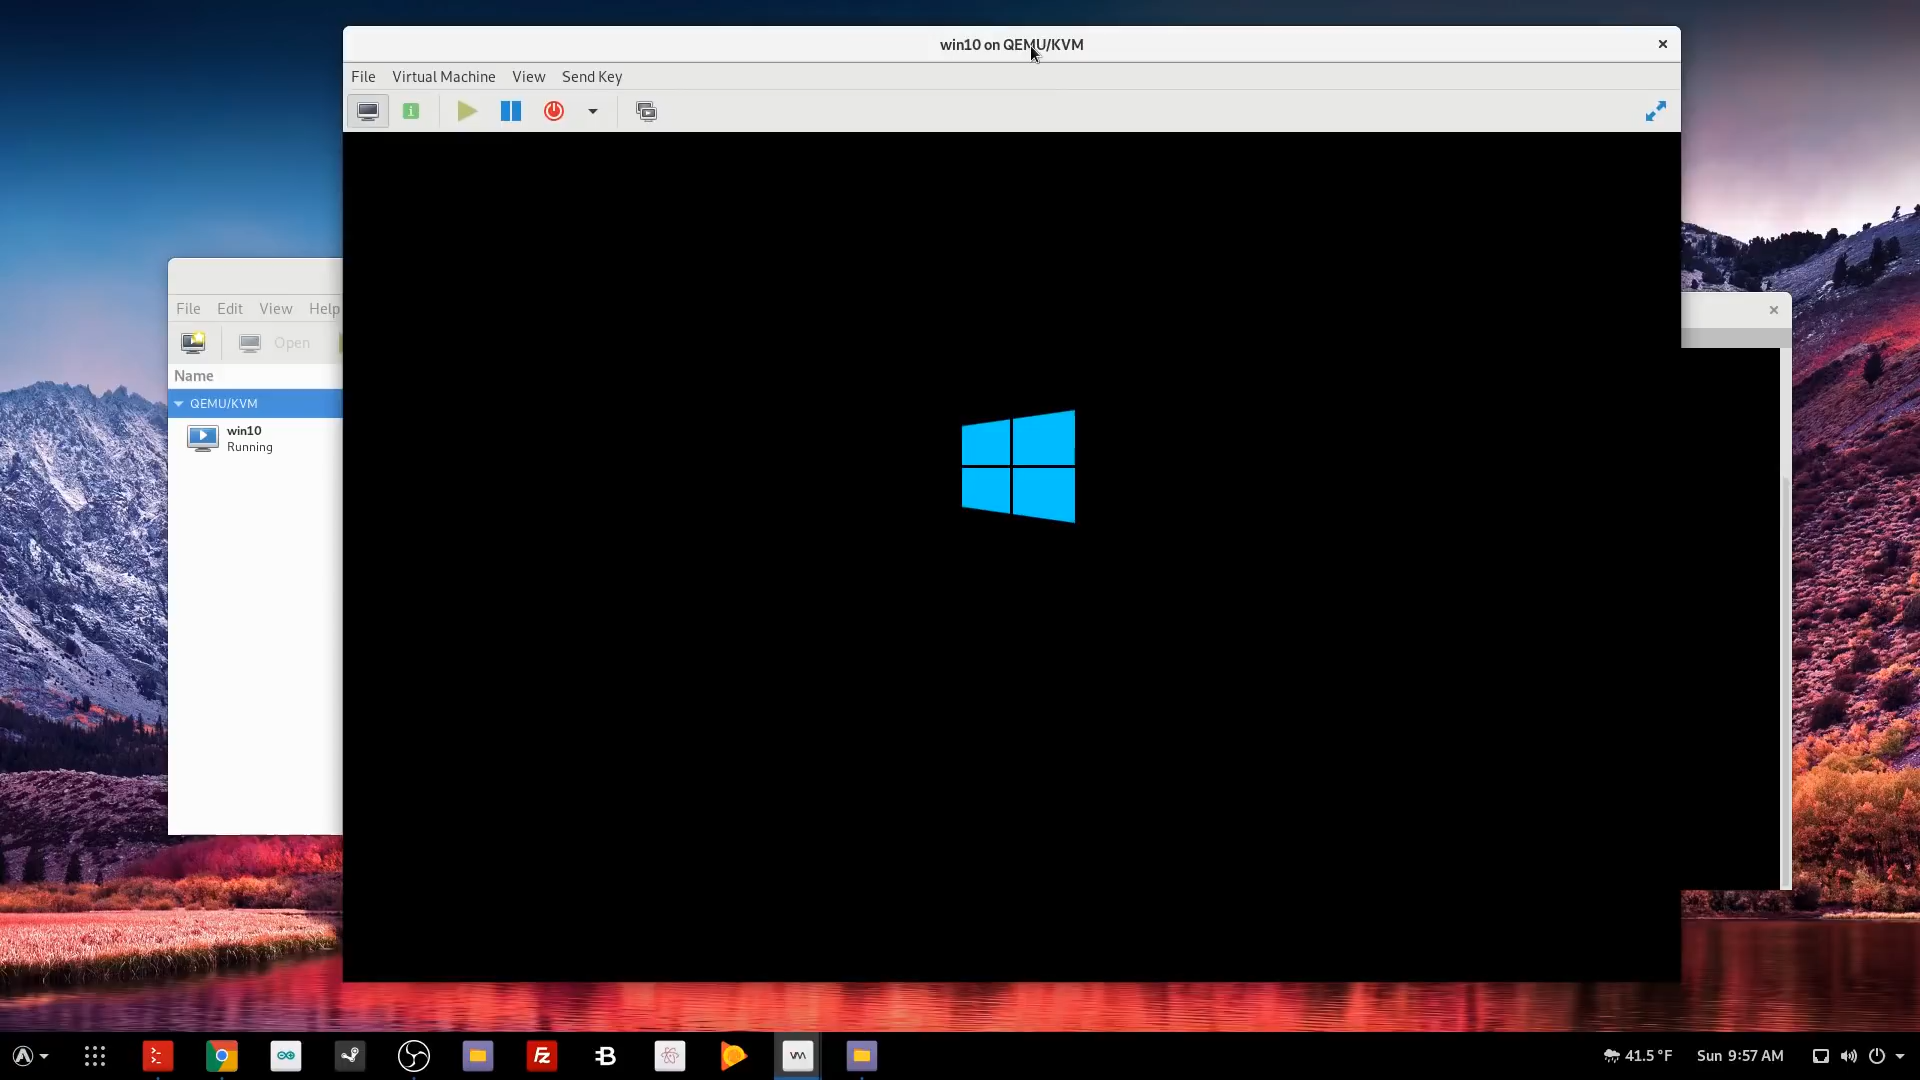 win10 on QEMU/KVM
File Virtual Machine View Send Key
File Edit View Help
Open
Name
QEMU/KVM
win10
Running
41.5 °F Sun 9:57 AM